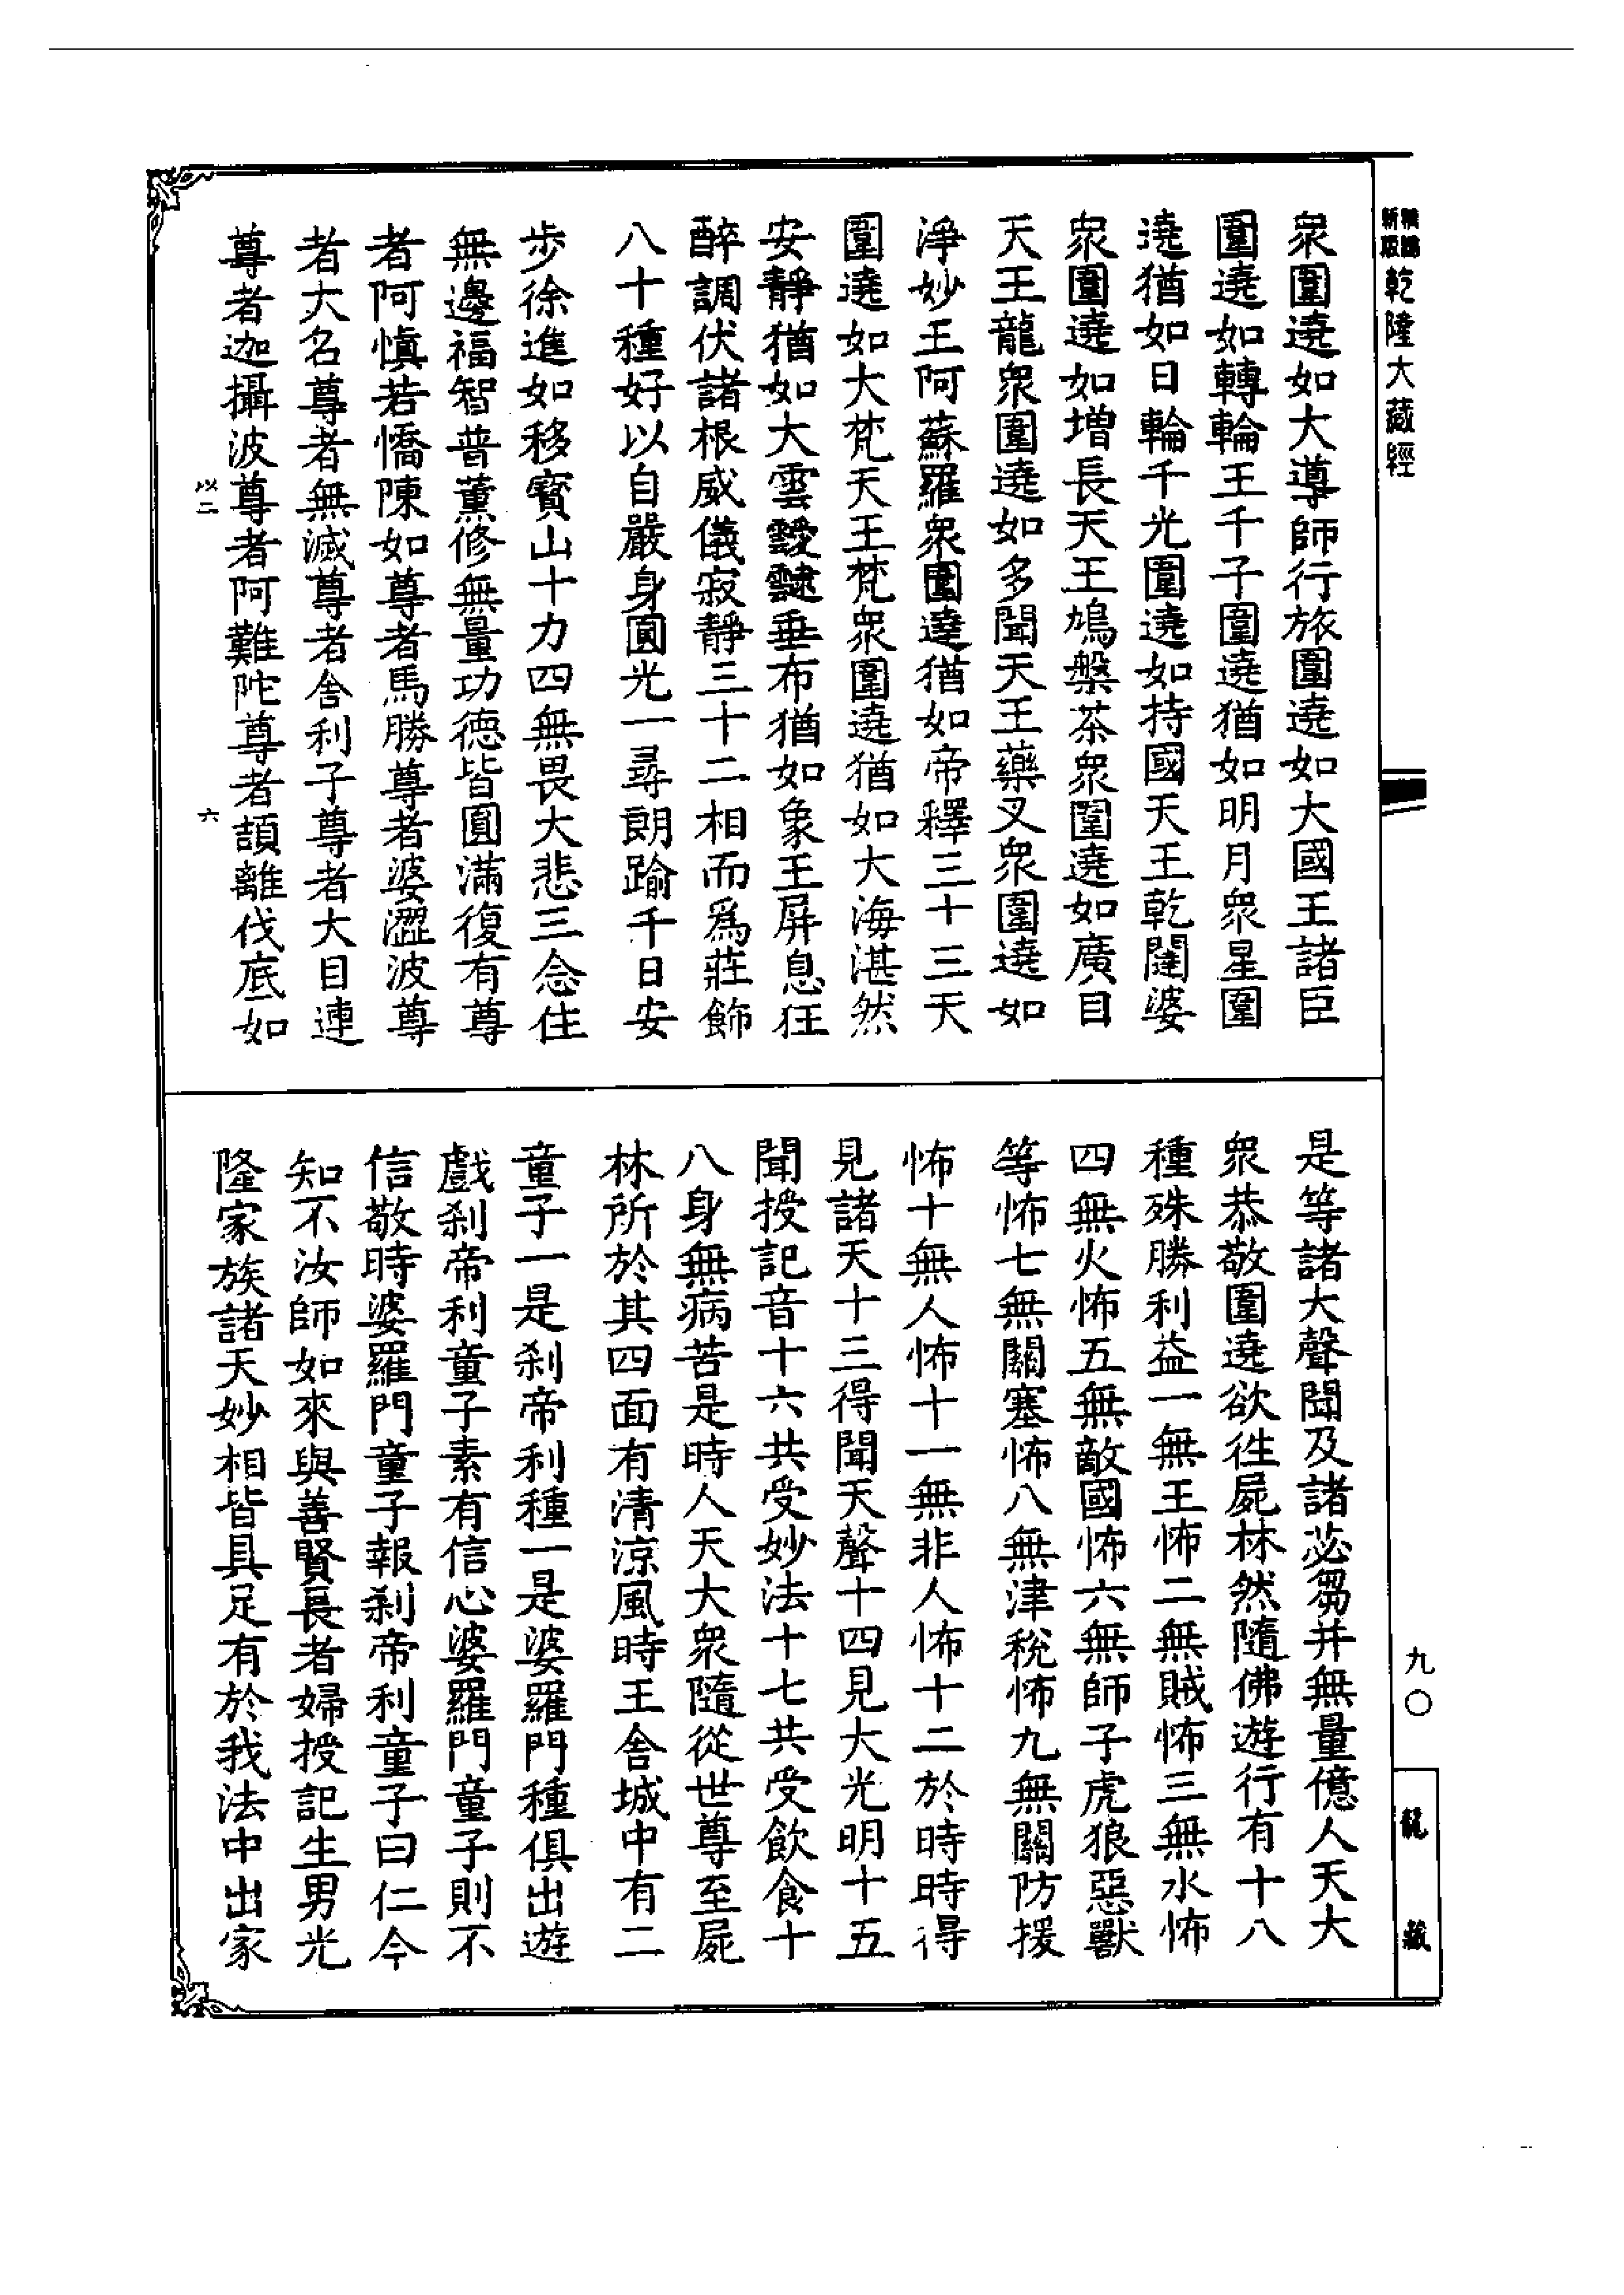 新版
乾隆大藏經
衆圍遶如大導師行旅圍遶如大國王諸臣
圍遶如轉輪王千子圍遶猶如明月衆星圍
遶猶如日輪千光圍遶如持國天王乾闥婆
衆圍遶如增長天王鳩槃茶衆圍遶如廣目
天王龍衆圍遶如多聞天王藥叉衆圍遶如
淨妙王阿蘇羅衆圍遶猶如帝釋三十三天
圍遶如大梵天王梵衆圍遶猶如大海湛然
安靜猶如大雲靉靆垂布猶如象王屏息狂
醉調伏諸根威儀寂靜三十二相而爲莊飾
八十種好以自嚴身圓光一尋朗踰千日安
步徐進如移寶山十力四無畏大悲三念住
無邊福智普薰修無量功德皆圓滿復有尊
者阿愼若憍陳如尊者馬勝尊者婆澀波尊
者大名尊者無滅尊者舍利子尊者大目連
尊者迦攝波尊者阿難陀尊者頡離伐底如
以二
六
是等諸大聲聞及諸苾芻并無量億人天大
衆恭敬圍遶欲徃屍林然隨佛遊行有十八
種殊勝利益一無王怖二無賊怖三無水怖
四無火怖五無敵國怖六無師子虎狼惡獸
等怖七無關塞怖八無津稅怖九無關防援
怖十無人怖十一無非人怖十二於時時得
見諸天十三得聞天聲十四見大光明十五
聞授記音十六共受妙法十七共受飲食十
八身無病苦是時人天大衆隨從世尊至屍
林所於其四面有清涼風時王舍城中有二
童子一是刹帝利種一是婆羅門種俱出遊
戲刹帝利童子素有信心婆羅門童子則不
信敬時婆羅門童子報刹帝利童子曰仁今
知不汝師如來與善賢長者婦授記生男光
隆家族諸天妙相皆具足有於我法中出家
九〇
龍
藏